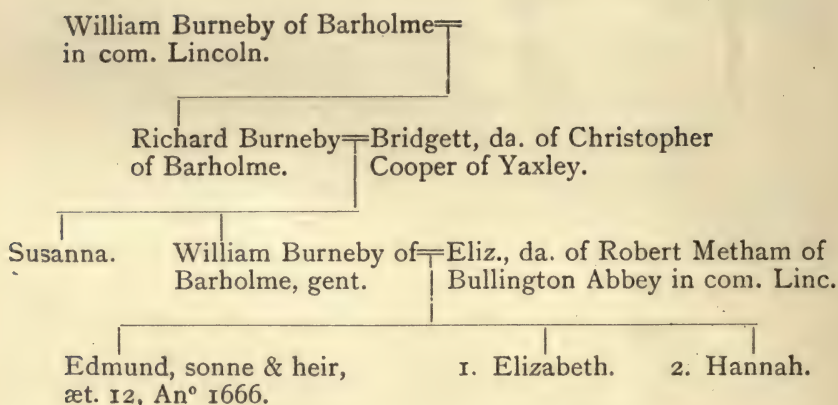 William Burneby of Barholme
in com. Lincoln.
Richard Burneby Bridgett, da. of Christopher
of Barholme. Cooper of Yaxley.
Susanna. William Burneby of Eliz., da. of Robert Metham of
Barholme, gent. Bullington Abbey in com. Linc.
Edmund, sonne & heir, 1. Elizabeth. 2. Hannah.
æt. 12, Anº 1666.